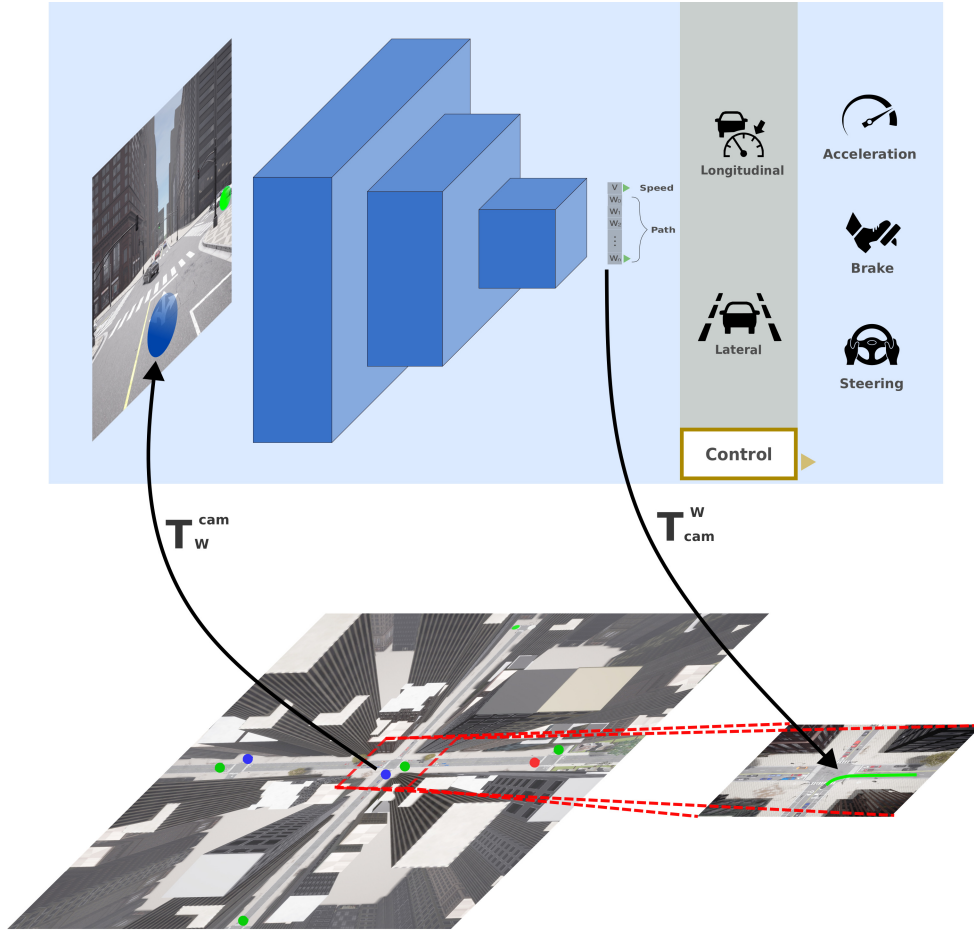 V
Speed
W₀
W₁
W₂
Path
⋮
Wₙ
Longitudinal
Lateral
Control
Acceleration
Brake
Steering
T cam W
T W cam